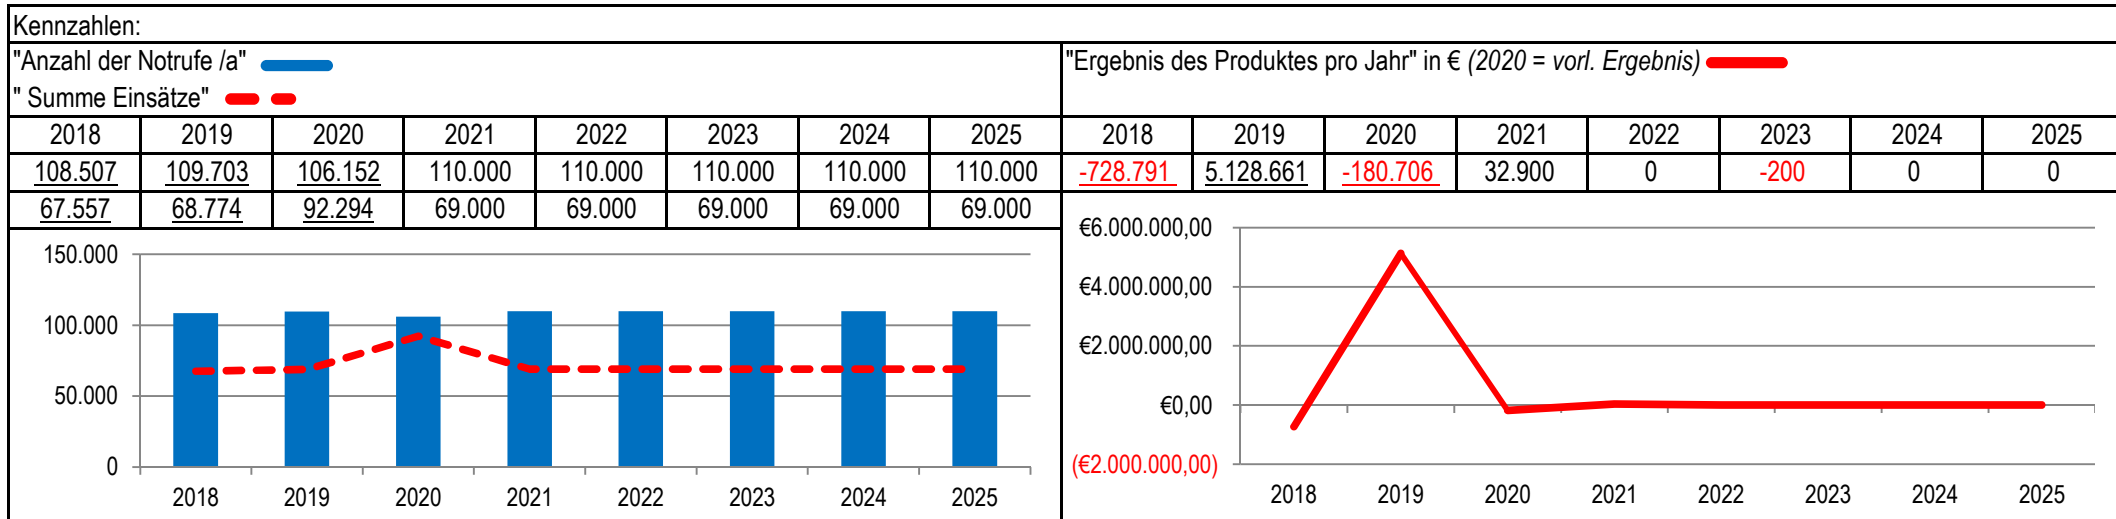 Kennzahlen:
"Anzahl der Notrufe /a"
" Summe Einsätze"
"Ergebnis des Produktes pro Jahr" in € (2020 = vorl. Ergebnis)
2018 2019 2020 2021 2022 2023 2024 2025
108.507 109.703 106.152 110.000 110.000 110.000 110.000 110.000
67.557 68.774 92.294 69.000 69.000 69.000 69.000 69.000
2018 2019 2020 2021 2022 2023 2024 2025
-728.791 5.128.661 -180.706 32.900 0 -200 0 0
150.000
100.000
50.000
0
2018 2019 2020 2021 2022 2023 2024 2025
€6.000.000,00
€4.000.000,00
€2.000.000,00
€0,00
(€2.000.000,00)
2018 2019 2020 2021 2022 2023 2024 2025